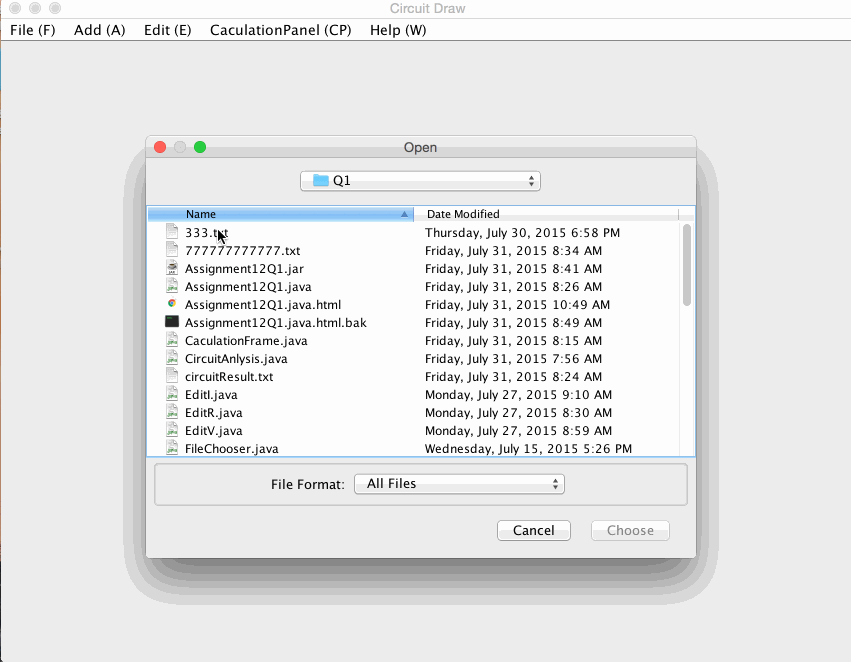 Circuit Draw
File (F) Add (A) Edit (E) CaculationPanel (CP) Help (W)
Open
Q1
Name Date Modified
333.txt Thursday, July 30, 2015 6:58 PM
777777777777.txt Friday, July 31, 2015 8:34 AM
Assignment12Q1.jar Friday, July 31, 2015 8:41 AM
Assignment12Q1.java Friday, July 31, 2015 8:26 AM
Assignment12Q1.java.html Friday, July 31, 2015 10:49 AM
Assignment12Q1.java.html.bak Friday, July 31, 2015 8:49 AM
CaculationFrame.java Friday, July 31, 2015 8:15 AM
CircuitAnlysis.java Friday, July 31, 2015 7:56 AM
circuitResult.txt Friday, July 31, 2015 8:24 AM
EditI.java Monday, July 27, 2015 9:10 AM
EditR.java Monday, July 27, 2015 8:30 AM
EditV.java Monday, July 27, 2015 8:59 AM
FileChooser.java Wednesday, July 15, 2015 5:26 PM
File Format: All Files
Cancel Choose